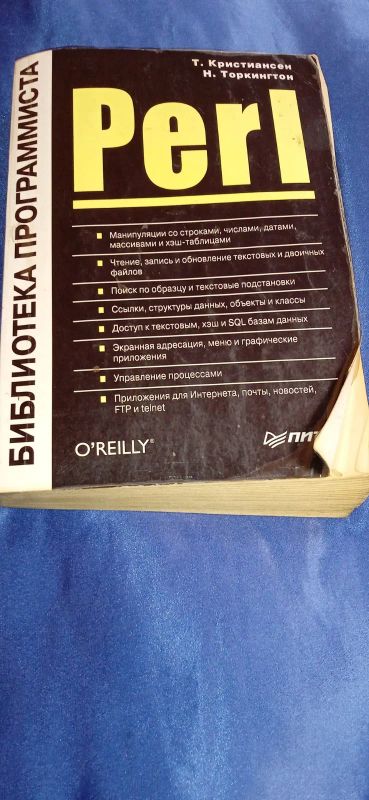 Т. Кристиансен
Н. Торкингтон
БИБЛИОТЕКА ПРОГРАММИСТА
Perl
Манипуляции со строками, числами, датами,
массивами и хэш-таблицами
Чтение, запись и обновление текстовых и двоичных
файлов
Поиск по образцу и текстовые подстановки
Ссылки, структуры данных, объекты и классы
Доступ к текстовым, хэш и SQL базам данных
Экранная адресация, меню и графические
приложения
Управление процессами
Приложения для Интернета, почты, новостей,
FTP и telnet
O'REILLY®